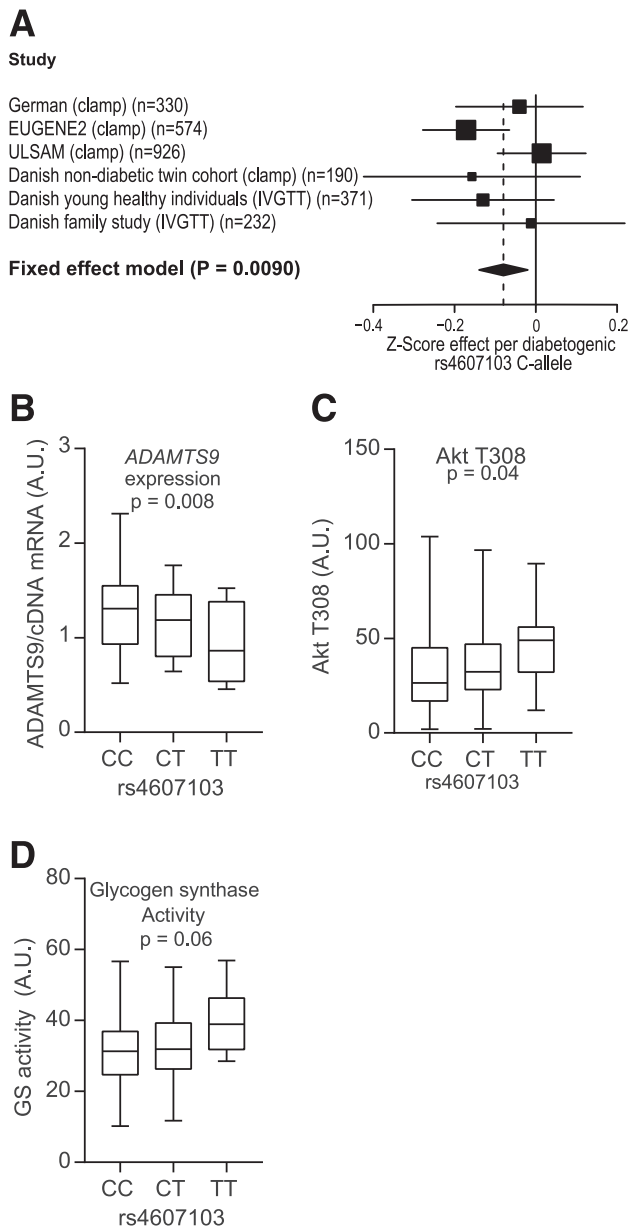 A
Study
German (clamp) (n=330)
EUGENE2 (clamp) (n=574)
ULSAM (clamp) (n=926)
Danish non-diabetic twin cohort (clamp) (n=190)
Danish young healthy individuals (IVGTT) (n=371)
Danish family study (IVGTT) (n=232)
Fixed effect model (P = 0.0090)
−0.4 −0.2 0 0.2
Z-Score effect per diabetogenic
rs4607103 C-allele
B
ADAMTS9/cDNA mRNA (A.U.)
3
2
1
0
ADAMTS9
expression
p = 0.008
CC CT TT
rs4607103
C
Akt T308 (A.U.)
150
100
50
0
Akt T308
p = 0.04
CC CT TT
rs4607103
D
GS activity (A.U.)
80
60
40
20
0
Glycogen synthase
Activity
p = 0.06
CC CT TT
rs4607103